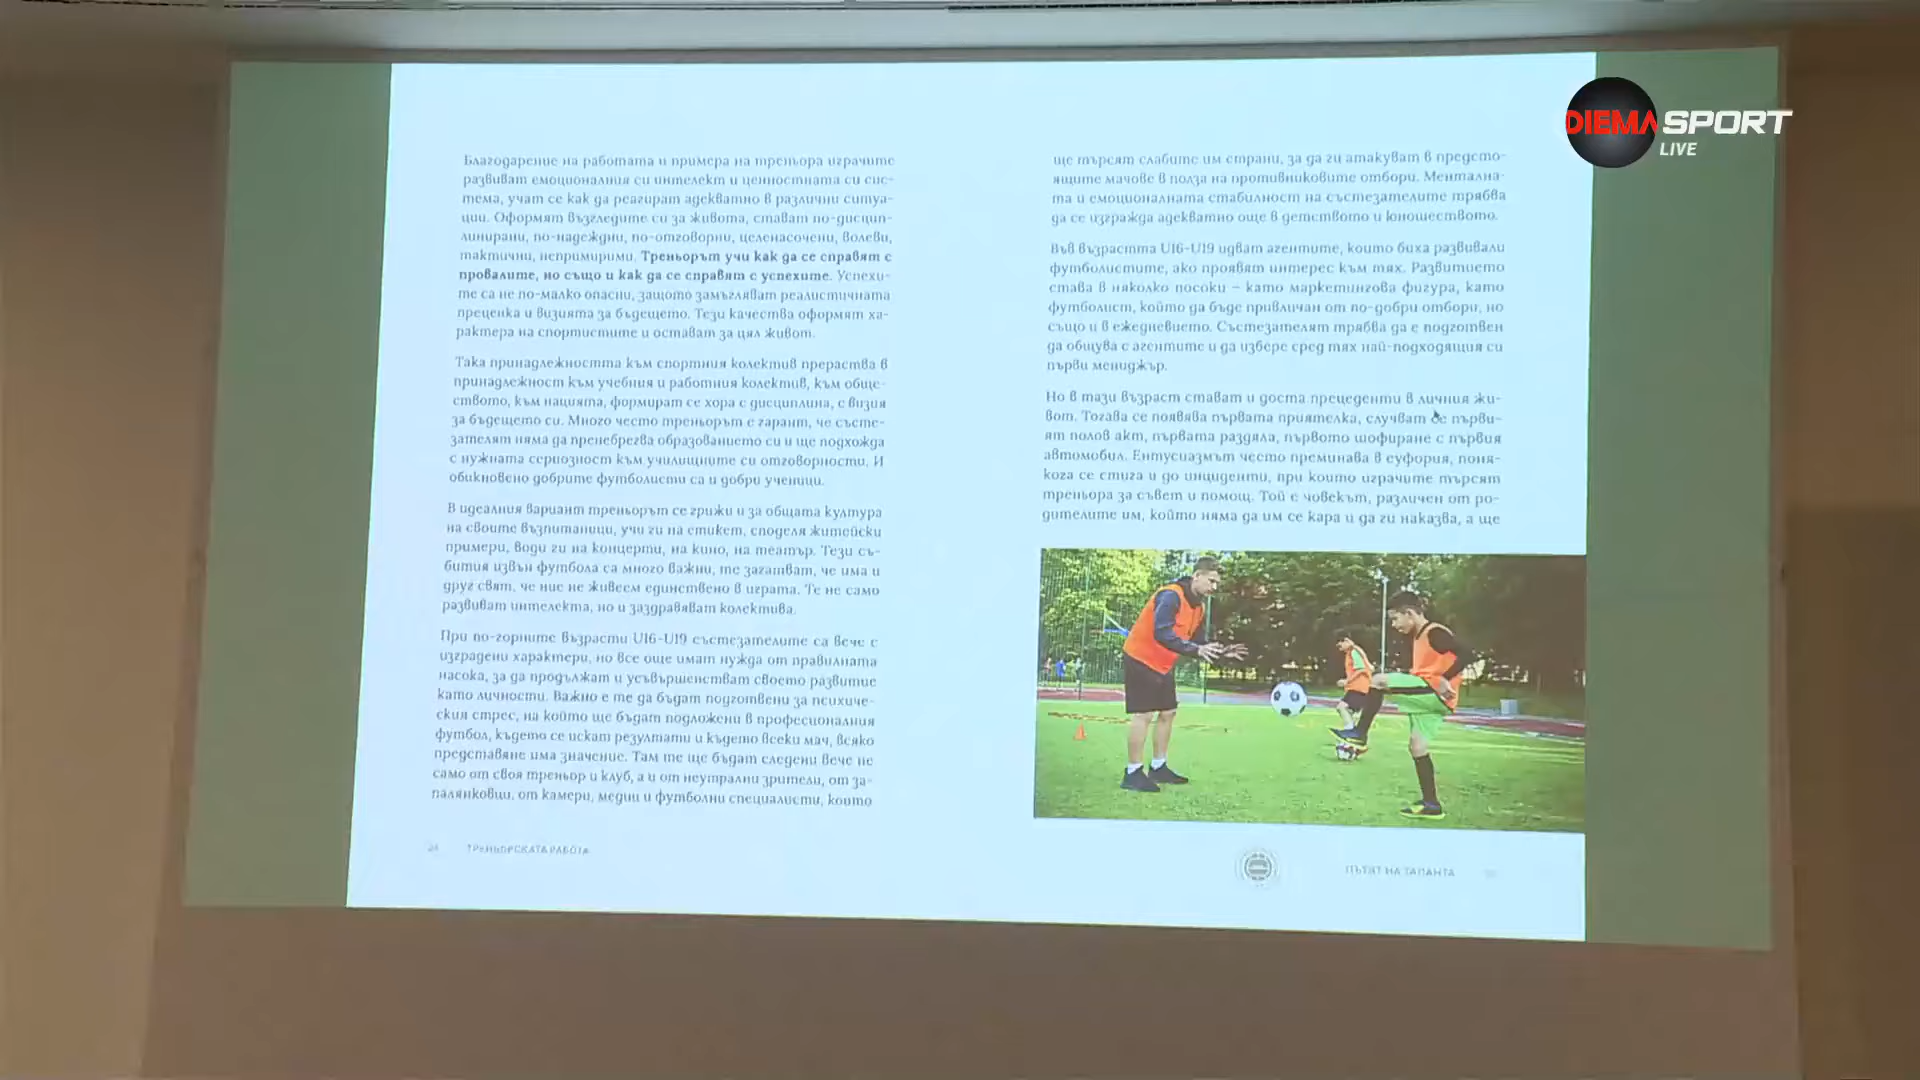 DIEMA SPORT
LIVE
Благодарение на работата и примера на треньора играчите
развиват емоционалния си интелект и ценностната си сис-
тема, учат се как да реагират адекватно в различни ситуа-
ции. Оформят възгледите си за живота, стават по-дисцип-
линирани, по-надеждни, по-отговорни, целенасочени, волеви,
тактични, непримирими. Треньорът учи как да се справят с
провалите, но също и как да се справят с успехите. Успехи-
те са не по-малко опасни, защото замъгляват реалистичната
преценка и визията за бъдещето. Тези качества оформят ха-
рактера на спортистите и остават за цял живот.
Така принадлежността към спортния колектив прераства в
принадлежност към учебния и работния колектив, към обще-
ството, към нацията, формират се хора с дисциплина, с визия
за бъдещето си. Много често треньорът е гарант, че състе-
зателят няма да пренебрегва образованието си и ще подхожда
с нужната сериозност към училищните си отговорности. И
обикновено добрите футболисти са и добри ученици.
В идеалния вариант треньорът се грижи и за общата култура
на своите възпитаници, учи ги на етикет, споделя житейски
примери, води ги на концерти, на кино, на театър. Тези съ-
бития извън футбола са много важни, те загатват, че има и
друг свят, че ние не живеем единствено в играта. Те не само
развиват интелекта, но и заздравяват колектива.
При по-горните възрасти U16-U19 състезателите са вече с
изградени характери, но все още имат нужда от правилната
насока, за да продължат и усъвършенстват своето развитие
като личности. Важно е те да бъдат подготвени за психиче-
ския стрес, на който ще бъдат подложени в професионалния
футбол, където се искат резултати и където всеки мач, всяко
представяне има значение. Там те ще бъдат следени вече не
само от своя треньор и клуб, а и от неутрални зрители, от за-
палянковци, от камери, медии и футболни специалисти, които
ТРЕНЬОРСКАТА РАБОТА
ще търсят слабите им страни, за да ги атакуват в предсто-
ящите мачове в полза на противниковите отбори. Ментална-
та и емоционалната стабилност на състезателите трябва
да се изгражда адекватно още в детството и юношеството.
Във възрастта U16-U19 идват агентите, които биха развивали
футболистите, ако проявят интерес към тях. Развитието
става в няколко посоки – като маркетингова фигура, като
футболист, който да бъде привличан от по-добри отбори, но
също и в ежедневието. Състезателят трябва да е подготвен
да общува с агентите и да избере сред тях най-подходящия си
първи мениджър.
Но в тази възраст стават и доста прецеденти в личния жи-
вот. Тогава се появява първата приятелка, случват се първи-
ят полов акт, първата раздяла, първото шофиране с първия
автомобил. Ентусиазмът често преминава в еуфория, поня-
кога се стига и до инциденти, при които играчите търсят
треньора за съвет и помощ. Той е човекът, различен от ро-
дителите им, който няма да им се кара и да ги наказва, а ще
ПЪТЯТ НА ТАЛАНТА